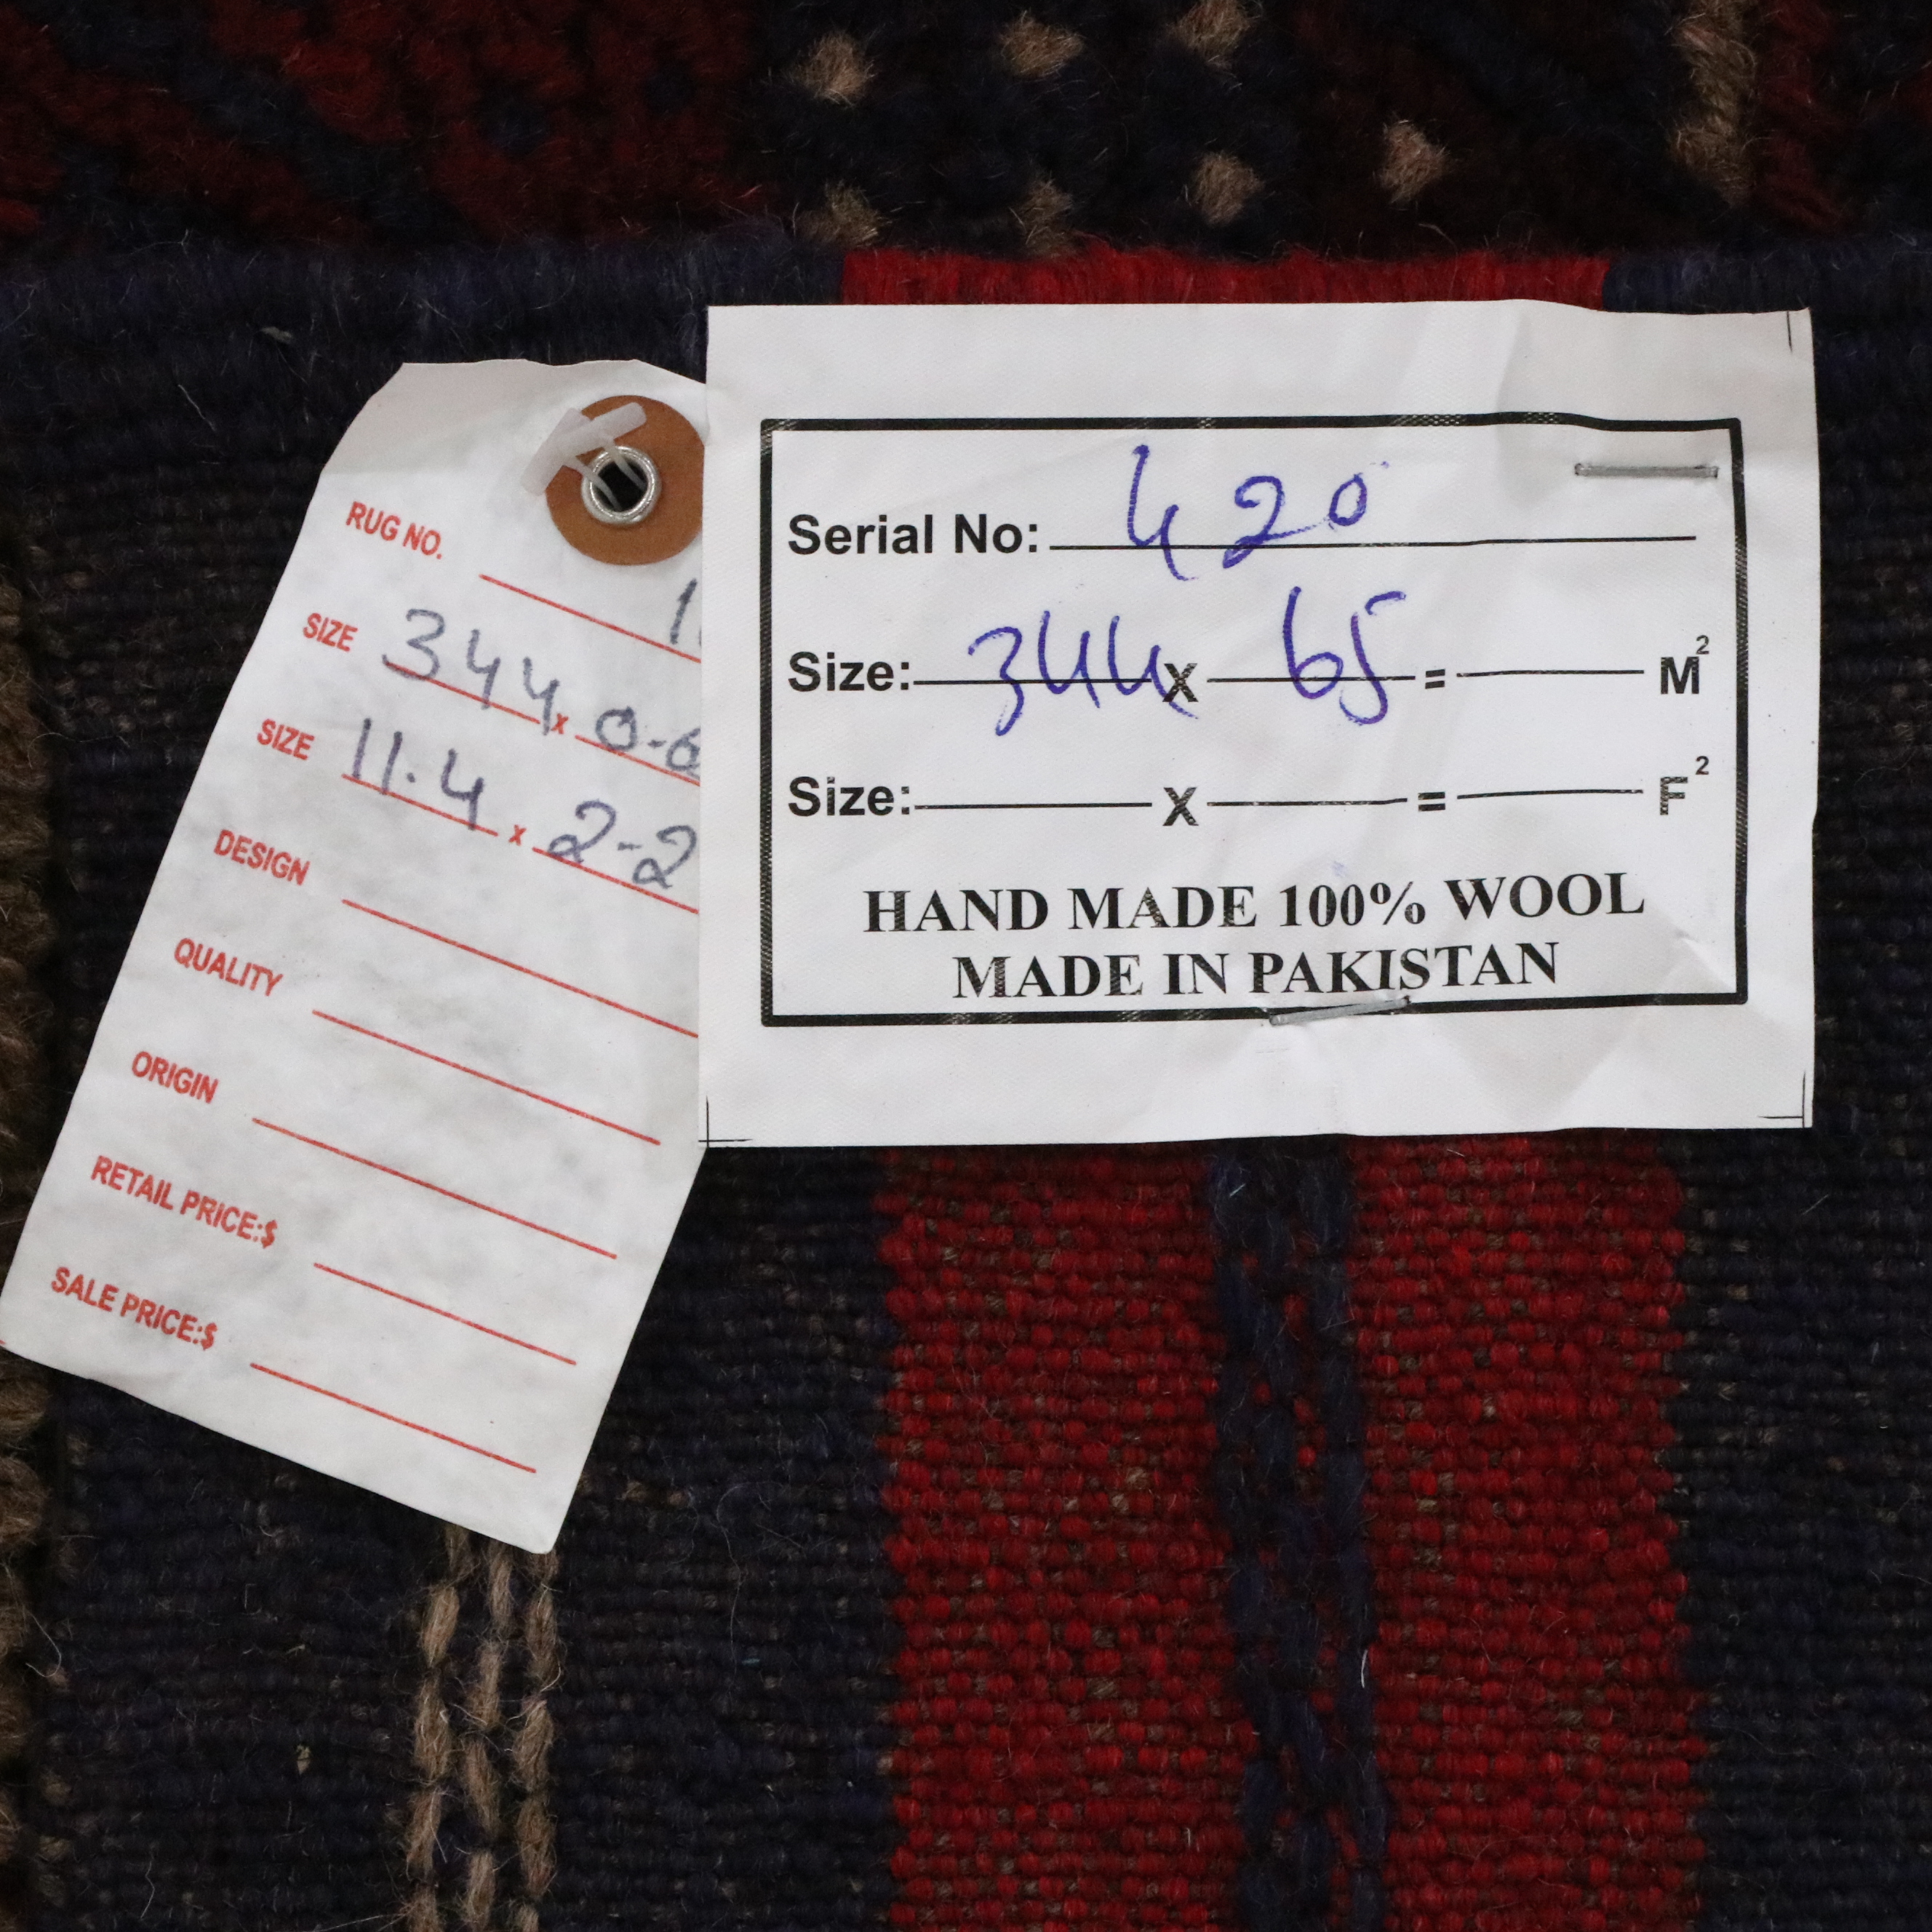 RUG NO.
SIZE 344 x 0-6
SIZE 11.4 x 2-2
DESIGN
QUALITY
ORIGIN
RETAIL PRICE:$
SALE PRICE:$
Serial No: 420
Size: 344 X 65 = M²
Size: X = F²
HAND MADE 100% WOOL
MADE IN PAKISTAN